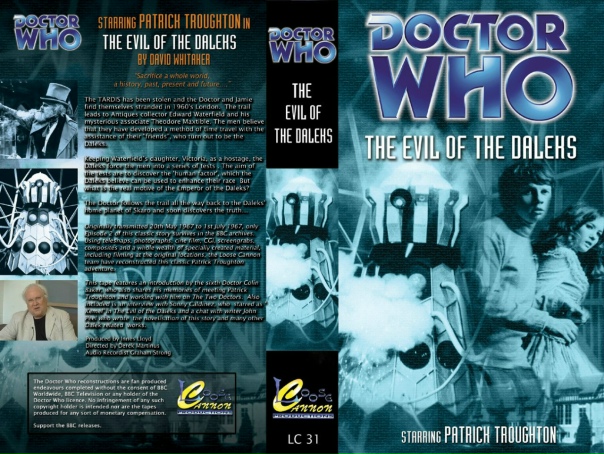 DOCTOR
WHO
STARRING PATRICK TROUGHTON IN
THE EVIL OF THE DALEKS
BY DAVID WHITAKER
"Sacrifice a whole world,
a history, past, present and future ..."
The TARDIS has been stolen and the Doctor and Jamie
find themselves stranded in 1960's London. The trail
leads to Antiques collector Edward Waterfield and his
mysterious associate Theodore Maxtible. The men believe
that they have developed a method of time travel with the
assistance of their "friends", who turn out to be the
Daleks.
Keeping Waterfield's daughter, Victoria, as a hostage, the
Daleks force the men into a series of tests. The aim of
the tests are to discover the "human factor", which the
Daleks believe can be used to enhance their race. But
what is the real motive of the Emperor of the Daleks?
The Doctor follows the trail all the way back to the Daleks'
home planet of Skaro and soon discovers the truth...
Originally transmitted 20th May 1967 to 1st July 1967, only
Episode 2 of this classic story survives in the BBC archives.
Using telesnaps, photographs, cine film, CGI, screengrabs,
composites and a whole wealth of specially created material,
including filming at the original locations, the Loose Cannon
team have reconstructed this classic Patrick Troughton
adventure.
This tape features an introduction by the sixth Doctor Colin
Baker, who also shares his memories of meeting Patrick
Troughton and working with him on The Two Doctors. Also
included is an interview with Sonny Caldinez, who starred as
Kemel in The Evil of the Daleks and a chat with writer John
Peel who wrote the novelisation of this story and many other
Dalek related works.
Produced by Innes Lloyd
Directed by Derek Martinus
Audio Recordist Graham Strong
The Doctor Who reconstructions are fan produced
endeavours completed without the consent of BBC
Worldwide, BBC Television or any holder of the
Doctor Who licence. No infringement of any such
copyright holder is intended nor are the tapes
produced for any sort of monetary compensation.
Support the BBC releases.
Loose
Cannon
DOCTOR
WHO
THE
EVIL OF
THE DALEKS
Loose
Cannon
LC 31
DOCTOR
WHO
THE EVIL OF THE DALEKS
STARRING PATRICK TROUGHTON